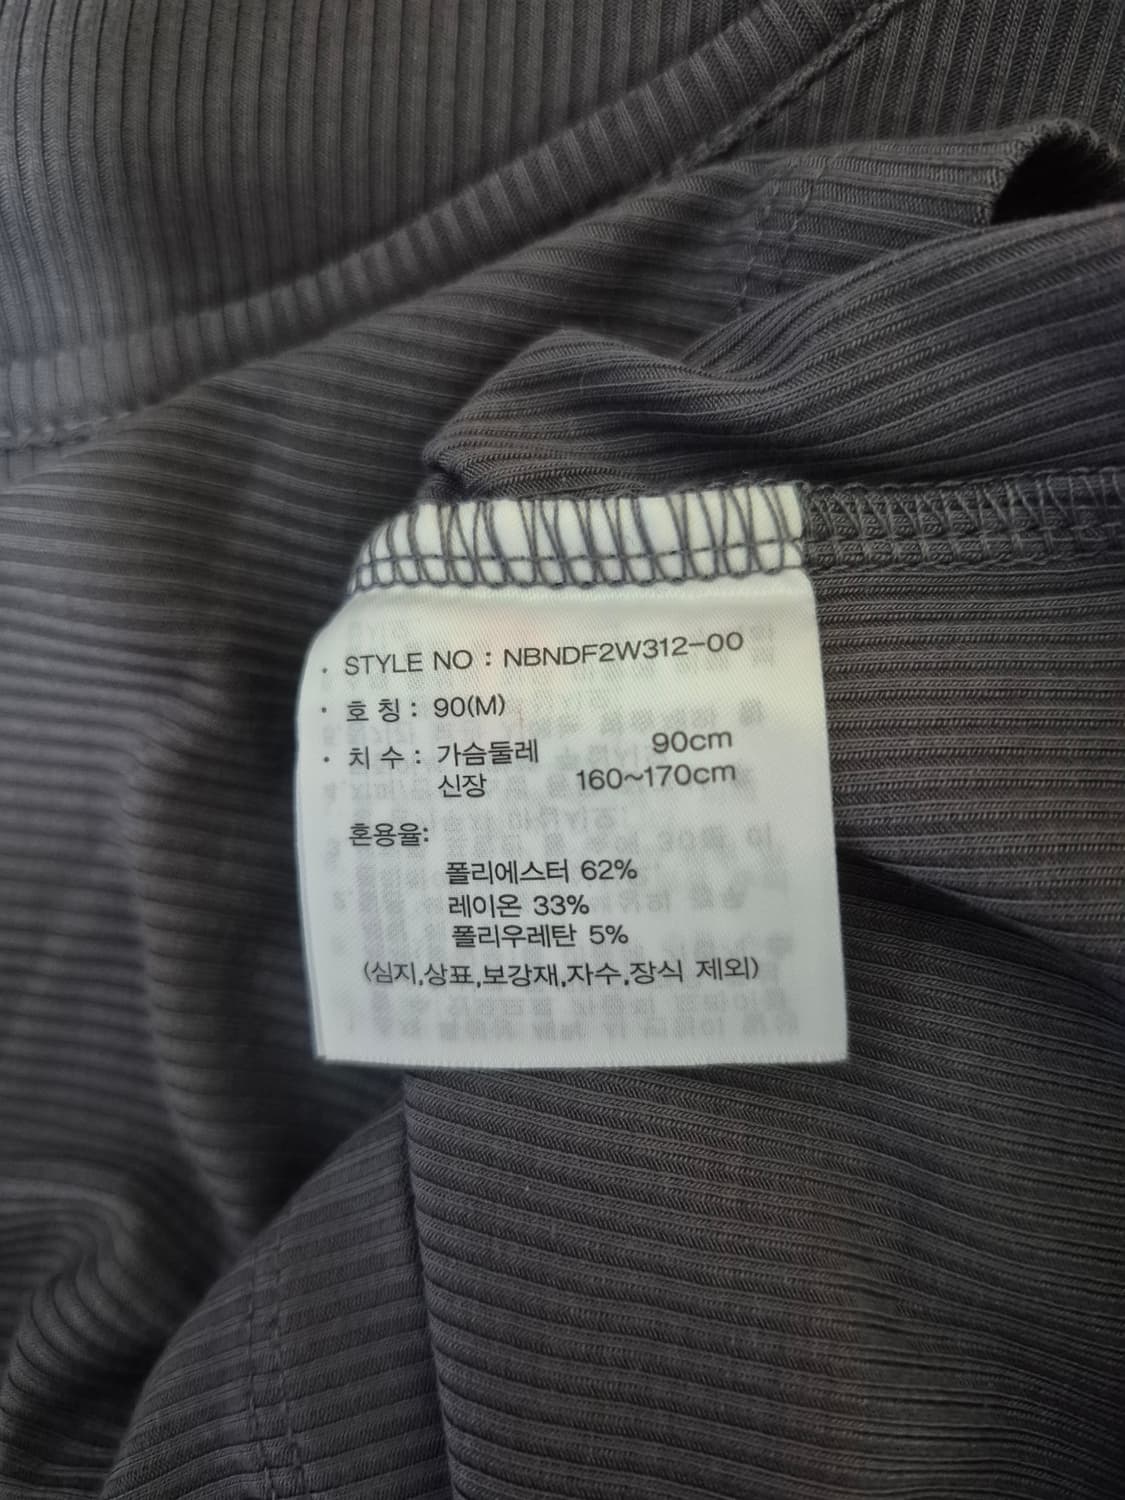 · STYLE NO : NBNDF2W312-00
· 호 칭 : 90(M)
· 치 수 : 가슴둘레 90cm
신장 160~170cm
혼용율:
폴리에스터 62%
레이온 33%
폴리우레탄 5%
(심지,상표,보강재,자수,장식 제외)